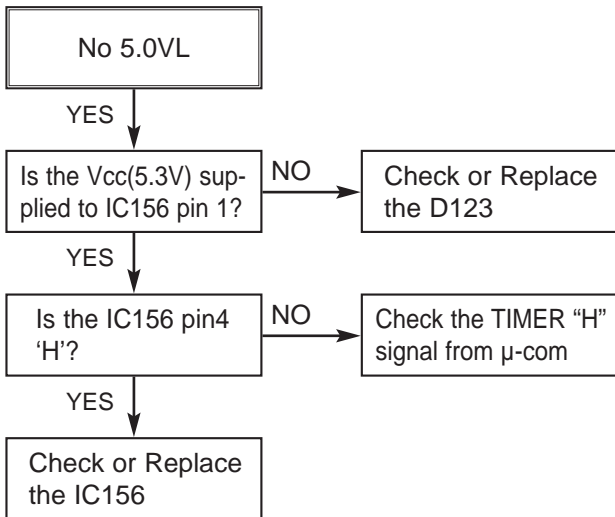 No 5.0VL
YES
Is the Vcc(5.3V) sup-
plied to IC156 pin 1?
NO
Check or Replace
the D123
YES
Is the IC156 pin4
‘H’?
NO
Check the TIMER “H”
signal from µ-com
YES
Check or Replace
the IC156